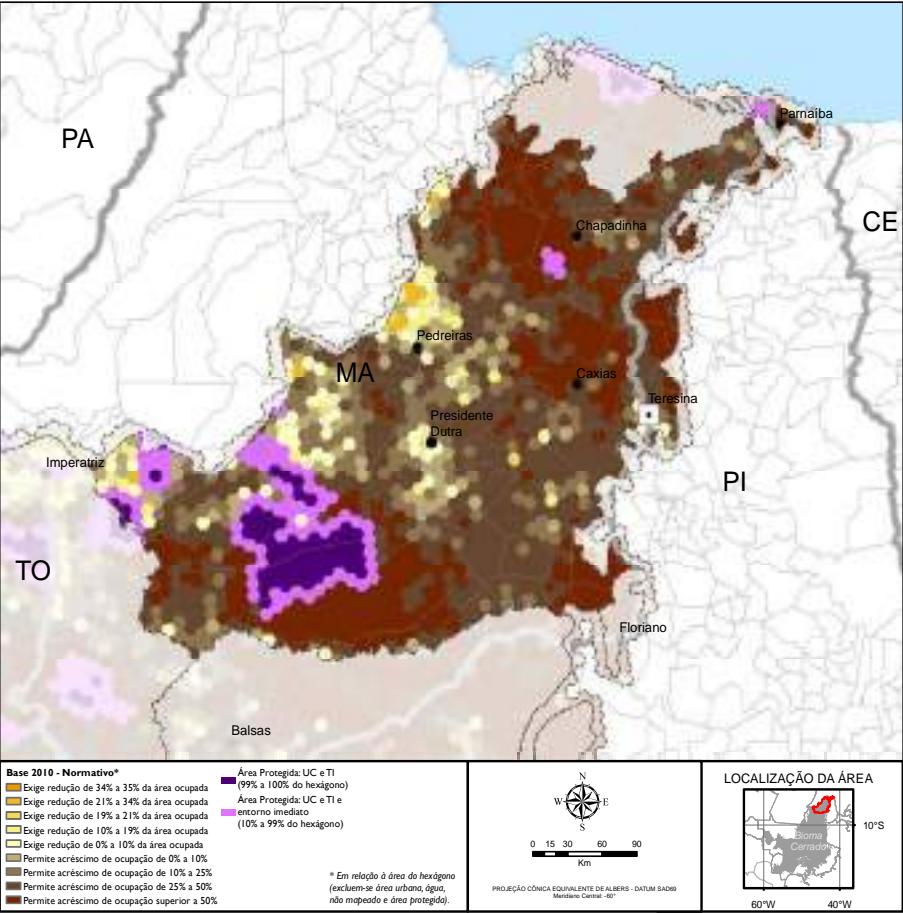 PA
Parnaíba
CE
Chapadinha
Pedreiras
MA
Caxias
Teresina
Presidente
Dutra
Imperatriz
PI
TO
Floriano
Balsas
Base 2010 - Normativo*
Exige redução de 34% a 35% da área ocupada
Exige redução de 21% a 34% da área ocupada
Exige redução de 19% a 21% da área ocupada
Exige redução de 10% a 19% da área ocupada
Exige redução de 0% a 10% da área ocupada
Permite acréscimo de ocupação de 0% a 10%
Permite acréscimo de ocupação de 10% a 25%
Permite acréscimo de ocupação de 25% a 50%
Permite acréscimo de ocupação superior a 50%
Área Protegida: UC e TI
(99% a 100% do hexágono)
Área Protegida: UC e TI e
entorno imediato
(10% a 99% do hexágono)
* Em relação à área do hexágono
(excluem-se área urbana, água,
não mapeado e área protegida).
N
W E
S
0 15 30 60 90
Km
PROJEÇÃO CÔNICA EQUIVALENTE DE ALBERS - DATUM SAD69
Meridiano Central: -60°
LOCALIZAÇÃO DA ÁREA
10°S
Bioma
Cerrado
60°W 40°W